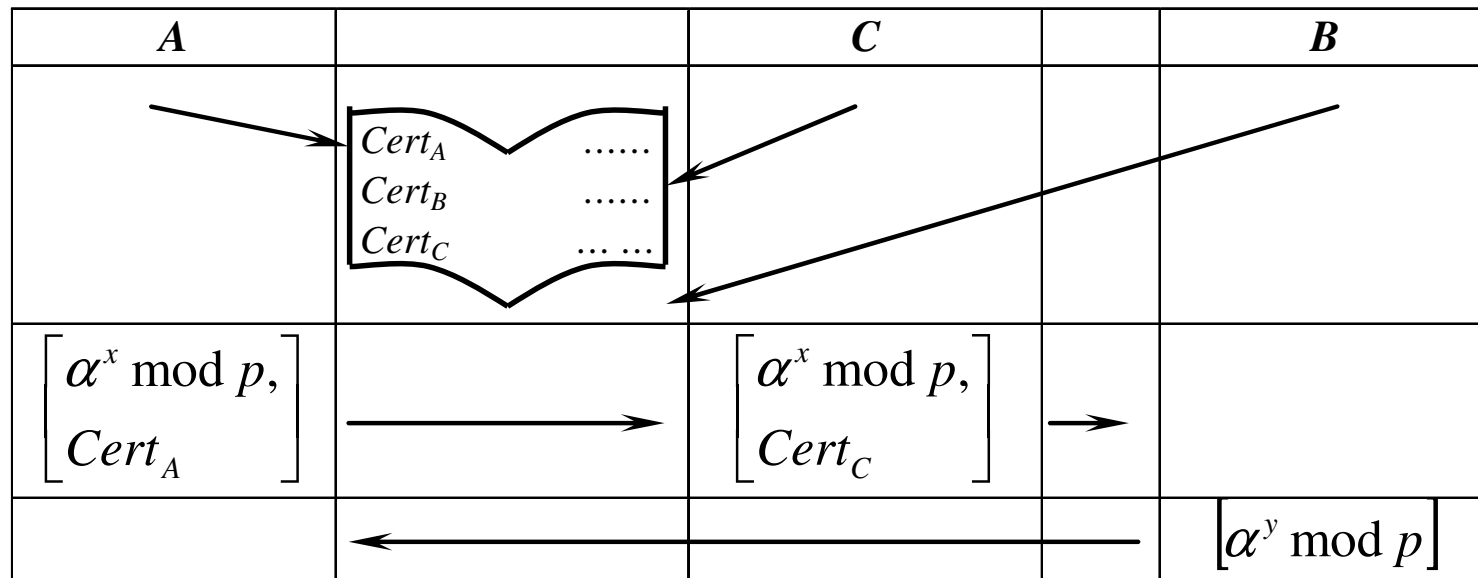 A C B
Cert_A ......
Cert_B ......
Cert_C ... ...
[α^x mod p, [α^x mod p,
Cert_A] Cert_C]
[α^y mod p]